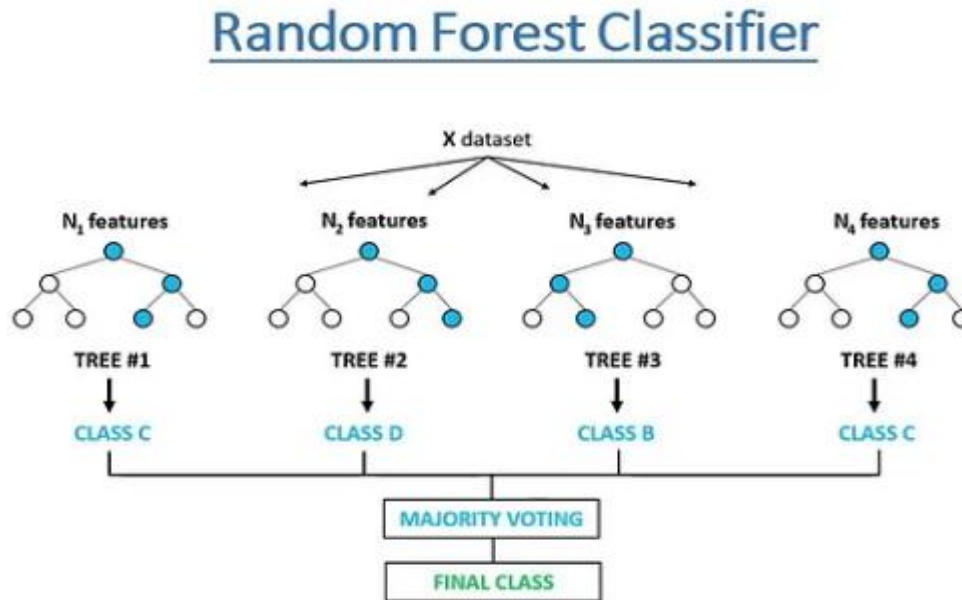 Random Forest Classifier
X dataset
N₁ features
N₂ features
N₃ features
N₄ features
TREE #1
TREE #2
TREE #3
TREE #4
CLASS C
CLASS D
CLASS B
CLASS C
MAJORITY VOTING
FINAL CLASS